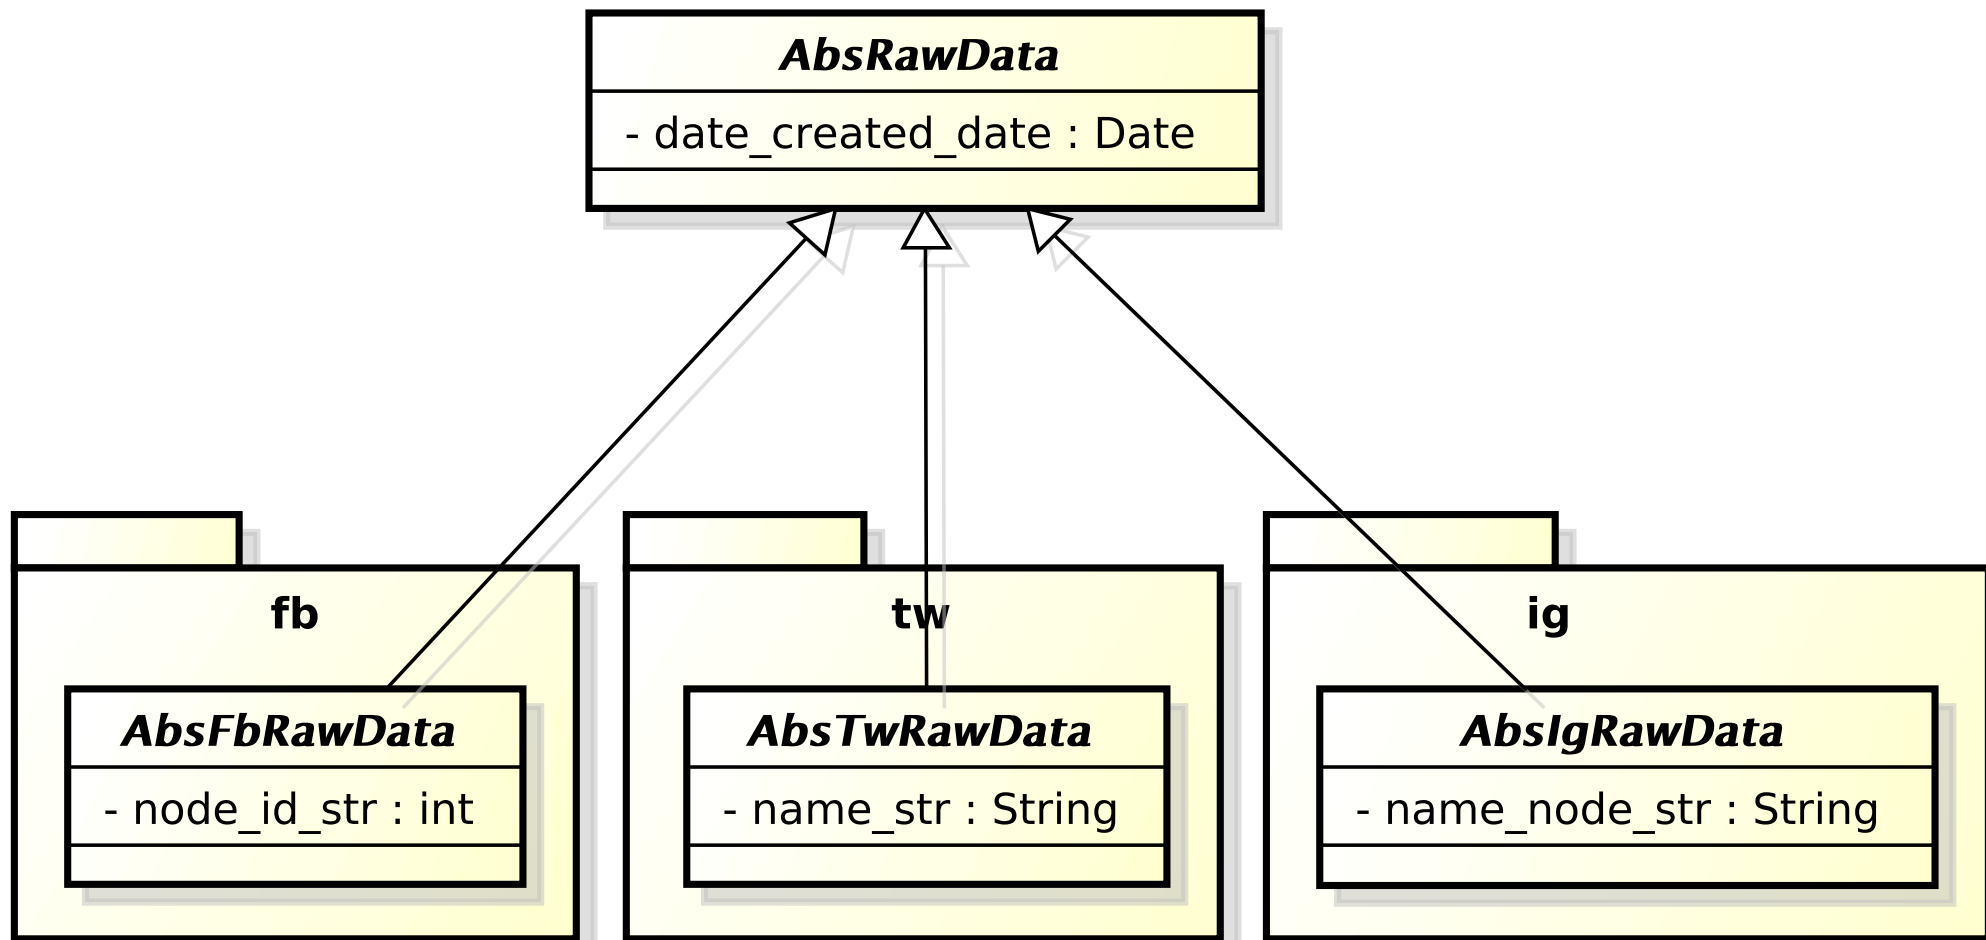 AbsRawData
- date_created_date : Date
fb
tw
ig
AbsFbRawData
- node_id_str : int
AbsTwRawData
- name_str : String
AbsIgRawData
- name_node_str : String